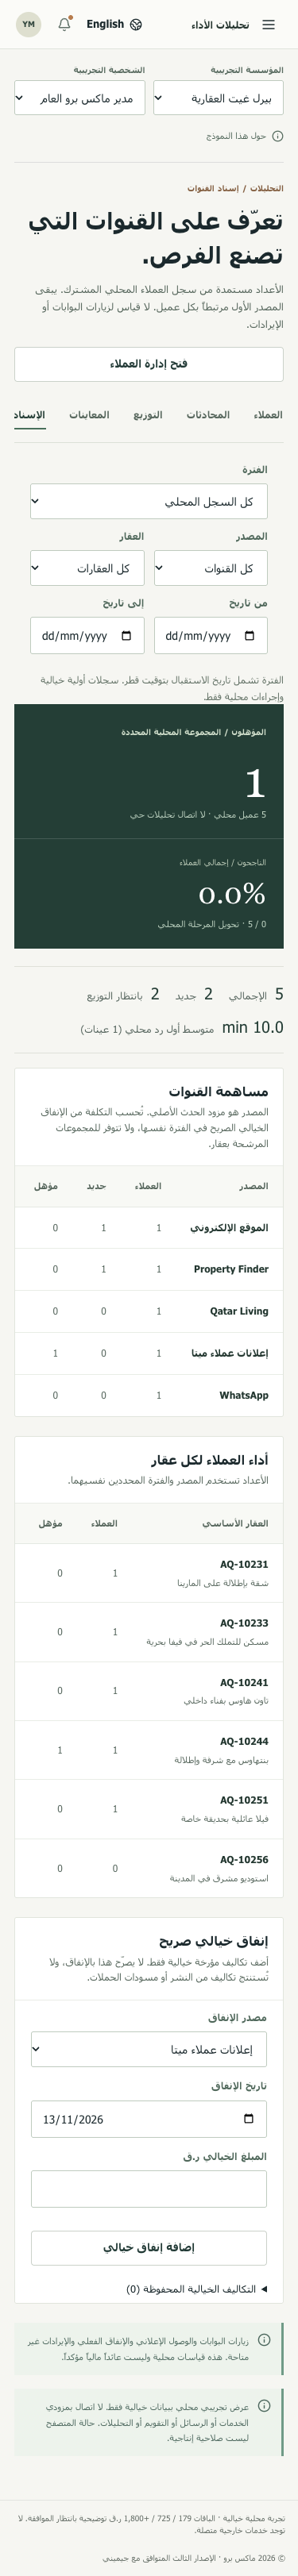 تحليلات الأداء
English
YM
المؤسسة التجريبية
الشخصية التجريبية
بيرل غيت العقارية
مدير ماكس برو العام
حول هذا النموذج
التحليلات / إسناد القنوات
تعرّف على القنوات التي
تصنع الفرص.
الأعداد مستمدة من سجل العملاء المحلي المشترك. يبقى
المصدر الأول مرتبطاً بكل عميل. لا قياس لزيارات البوابات أو
الإيرادات.
فتح إدارة العملاء
العملاء
المحادثات
التوزيع
المعاينات
الإسناد
الفترة
كل السجل المحلي
المصدر
العقار
كل القنوات
كل العقارات
من تاريخ
إلى تاريخ
dd/mm/yyyy
dd/mm/yyyy
الفترة تشمل تاريخ الاستقبال بتوقيت قطر. سجلات أولية خيالية
وإجراءات محلية فقط.
المؤهلون / المجموعة المحلية المحددة
1
5 عميل محلي · لا اتصال تحليلات حي
الناجحون / إجمالي العملاء
0.0%
0 / 5 · تحويل المرحلة المحلي
5 الإجمالي
2 جديد
2 بانتظار التوزيع
10.0 min متوسط أول رد محلي (1 عينات)
مساهمة القنوات
المصدر هو مزود الحدث الأصلي. تُحسب التكلفة من الإنفاق
الخيالي الصريح في الفترة نفسها، ولا تتوفر للمجموعات
المرشحة بعقار.
المصدر العملاء جديد مؤهل
الموقع الإلكتروني 1 1 0
Property Finder 1 1 0
Qatar Living 1 0 0
إعلانات عملاء ميتا 1 0 1
WhatsApp 1 0 0
أداء العملاء لكل عقار
الأعداد تستخدم المصدر والفترة المحددين نفسيهما.
العقار الأساسي العملاء مؤهل
AQ-10231 1 0
شقة بإطلالة على المارينا
AQ-10233 1 0
مسكن للتملك الحر في فيفا بحرية
AQ-10241 1 0
تاون هاوس بفناء داخلي
AQ-10244 1 1
بنتهاوس مع شرفة وإطلالة
AQ-10251 1 0
فيلا عائلية بحديقة خاصة
AQ-10256 0 0
استوديو مشرق في المدينة
إنفاق خيالي صريح
أضف تكاليف مؤرخة خيالية فقط. لا يصرّح هذا بالإنفاق، ولا
تُستنتج تكاليف من النشر أو مسودات الحملات.
مصدر الإنفاق
إعلانات عملاء ميتا
تاريخ الإنفاق
13/11/2026
المبلغ الخيالي ر.ق
إضافة إنفاق خيالي
التكاليف الخيالية المحفوظة (0)
زيارات البوابات والوصول الإعلاني والإنفاق الفعلي والإيرادات غير
متاحة. هذه قياسات محلية وليست عائداً مالياً مؤكداً.
عرض تجريبي محلي ببيانات خيالية فقط. لا اتصال بمزودي
الخدمات أو الرسائل أو التقويم أو التحليلات. حالة المتصفح
ليست صلاحية إنتاجية.
تجربة محلية خيالية · الباقات 179 / 725 / +1,800 ر.ق توضيحية بانتظار الموافقة. لا
توجد خدمات خارجية متصلة.
© 2026 ماكس برو · الإصدار الثالث المتوافق مع جيميني